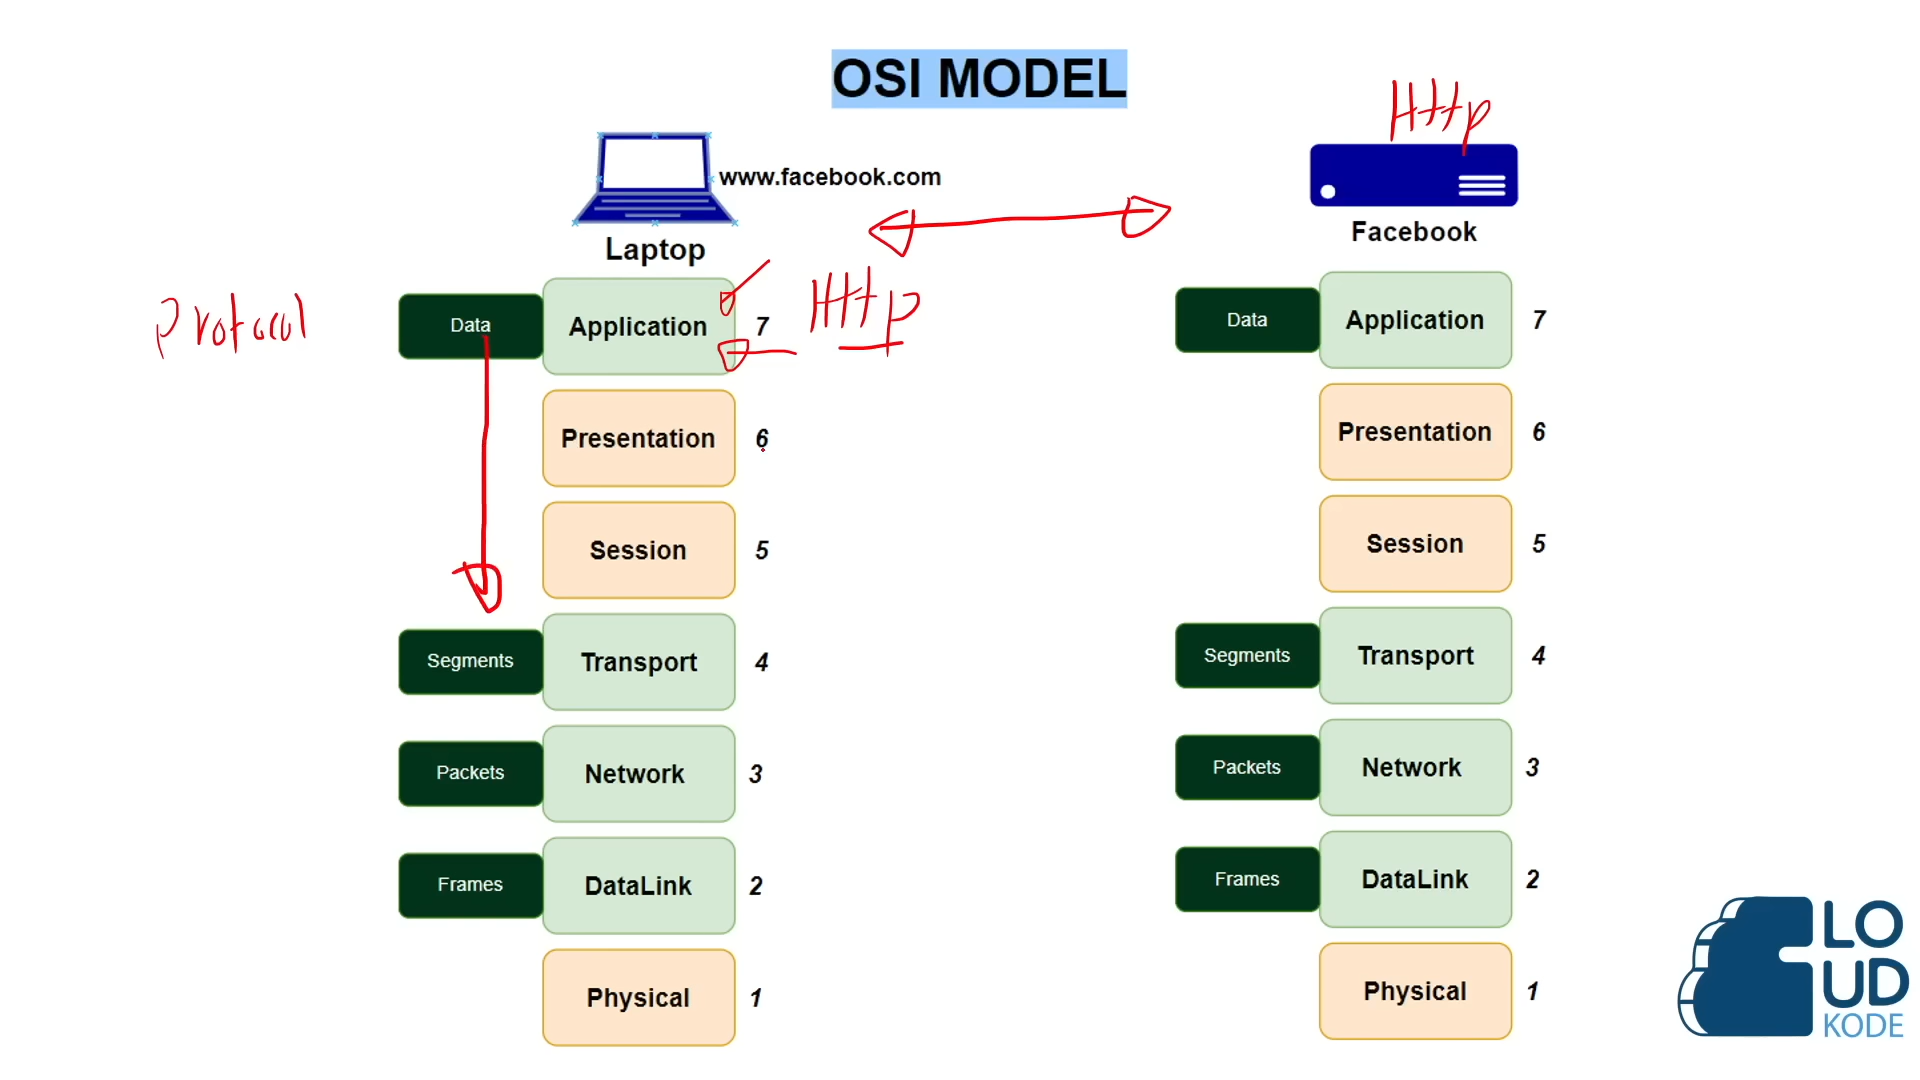 OSI MODEL
Http
www.facebook.com
Laptop
Facebook
Protocol
Data
Application
7
Http
Data
Application
7
Presentation
6
Presentation
6
Session
5
Session
5
Segments
Transport
4
Segments
Transport
4
Packets
Network
3
Packets
Network
3
Frames
DataLink
2
Frames
DataLink
2
Physical
1
Physical
1
LO
UD
KODE